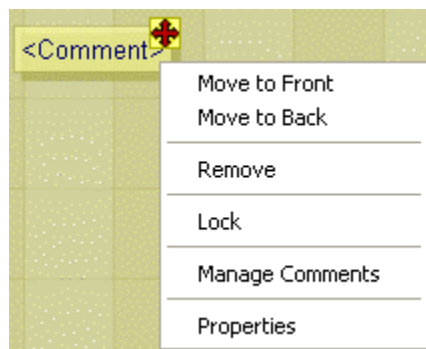 <Comment>
Move to Front
Move to Back
Remove
Lock
Manage Comments
Properties